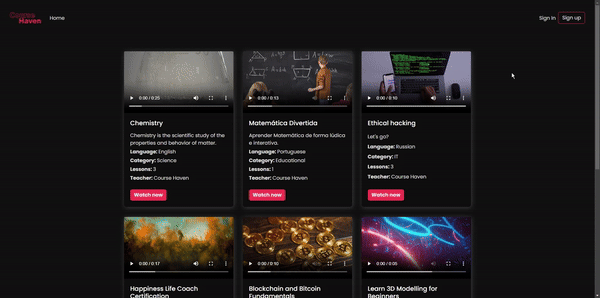 Course
Haven
Home
Sign In
Sign up
0:00 / 0:25
0:00 / 0:13
0:00 / 0:10
Chemistry
Chemistry is the scientific study of the
properties and behavior of matter.
Language: English
Category: Science
Lessons: 3
Teacher: Course Haven
Watch now
Matemática Divertida
Aprender Matemática de forma lúdica
e interativa.
Language: Portuguese
Category: Educational
Lessons: 1
Teacher: Course Haven
Watch now
Ethical hacking
Let's go?
Language: Russian
Category: IT
Lessons: 3
Teacher: Course Haven
Watch now
0:00 / 0:17
0:00 / 0:10
0:00 / 0:05
Happiness Life Coach
Certification
Blockchain and Bitcoin
Fundamentals
Learn 3D Modelling for
Beginners